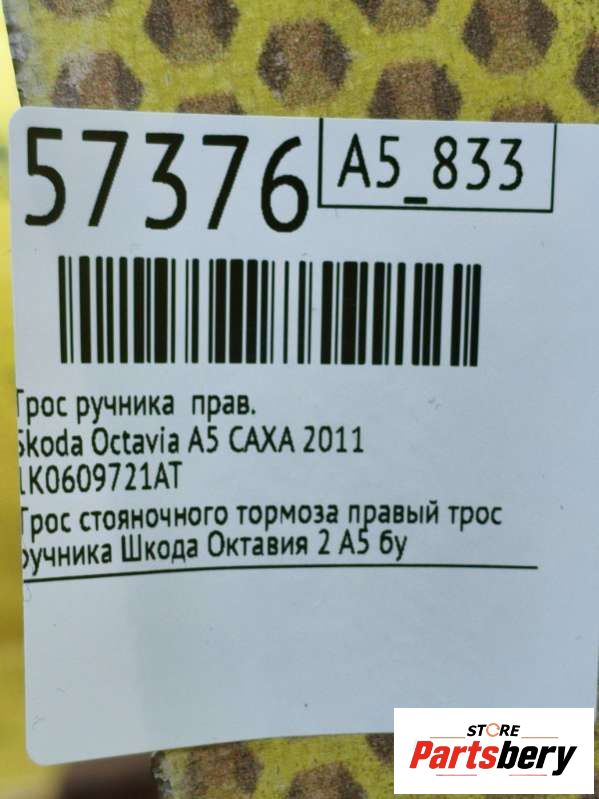 57376
A5_833
Трос ручника прав.
Skoda Octavia A5 CAXA 2011
1K0609721AT
Трос стояночного тормоза правый трос
ручника Шкода Октавия 2 А5 бу
STORE
Partsbery